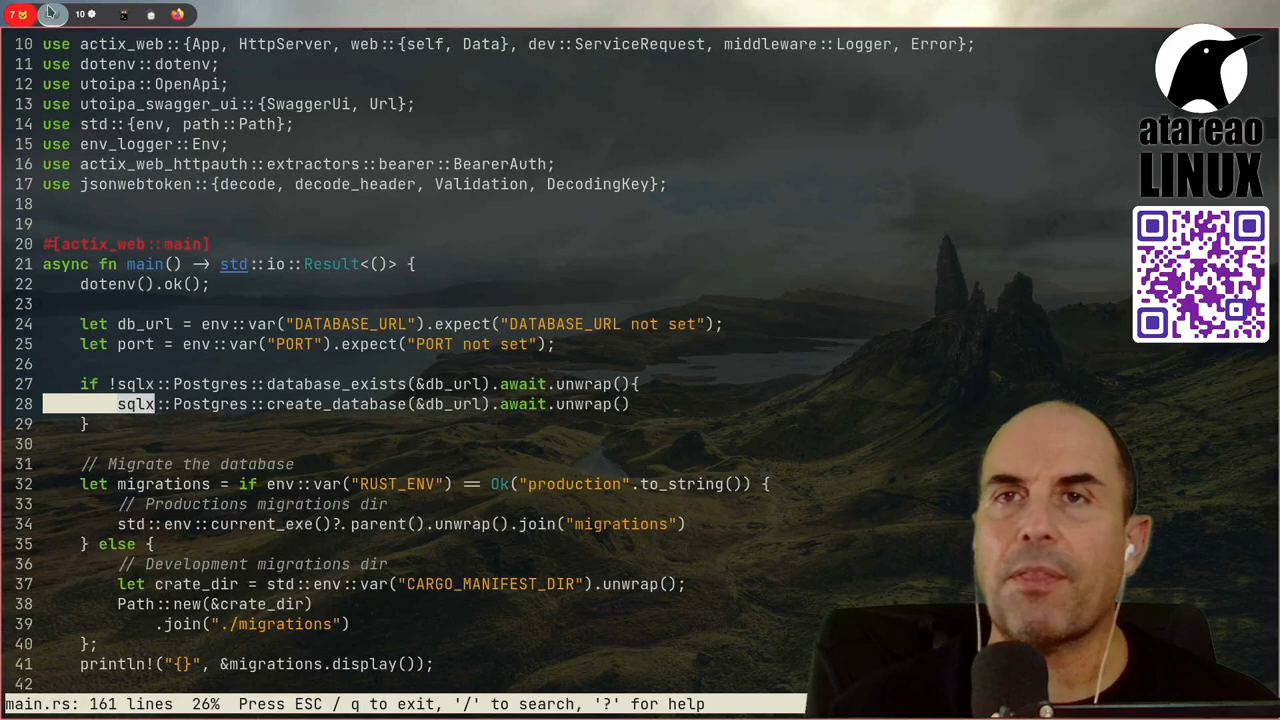 7
10
10 use actix_web::{App, HttpServer, web::{self, Data}, dev::ServiceRequest, middleware::Logger, Error};
11 use dotenv::dotenv;
12 use utoipa::OpenApi;
13 use utoipa_swagger_ui::{SwaggerUi, Url};
14 use std::{env, path::Path};
15 use env_logger::Env;
16 use actix_web_httpauth::extractors::bearer::BearerAuth;
17 use jsonwebtoken::{decode, decode_header, Validation, DecodingKey};
18
19
20 #[actix_web::main]
21 async fn main() -> std::io::Result<()> {
22     dotenv().ok();
23
24     let db_url = env::var("DATABASE_URL").expect("DATABASE_URL not set");
25     let port = env::var("PORT").expect("PORT not set");
26
27     if !sqlx::Postgres::database_exists(&db_url).await.unwrap(){
28         sqlx::Postgres::create_database(&db_url).await.unwrap()
29     }
30
31     // Migrate the database
32     let migrations = if env::var("RUST_ENV") == Ok("production".to_string()) {
33         // Productions migrations dir
34         std::env::current_exe()?.parent().unwrap().join("migrations")
35     } else {
36         // Development migrations dir
37         let crate_dir = std::env::var("CARGO_MANIFEST_DIR").unwrap();
38         Path::new(&crate_dir)
39             .join("./migrations")
40     };
41     println!("{}", &migrations.display());
42
main.rs: 161 lines  26%  Press ESC / q to exit, '/' to search, '?' for help
atareao
LINUX